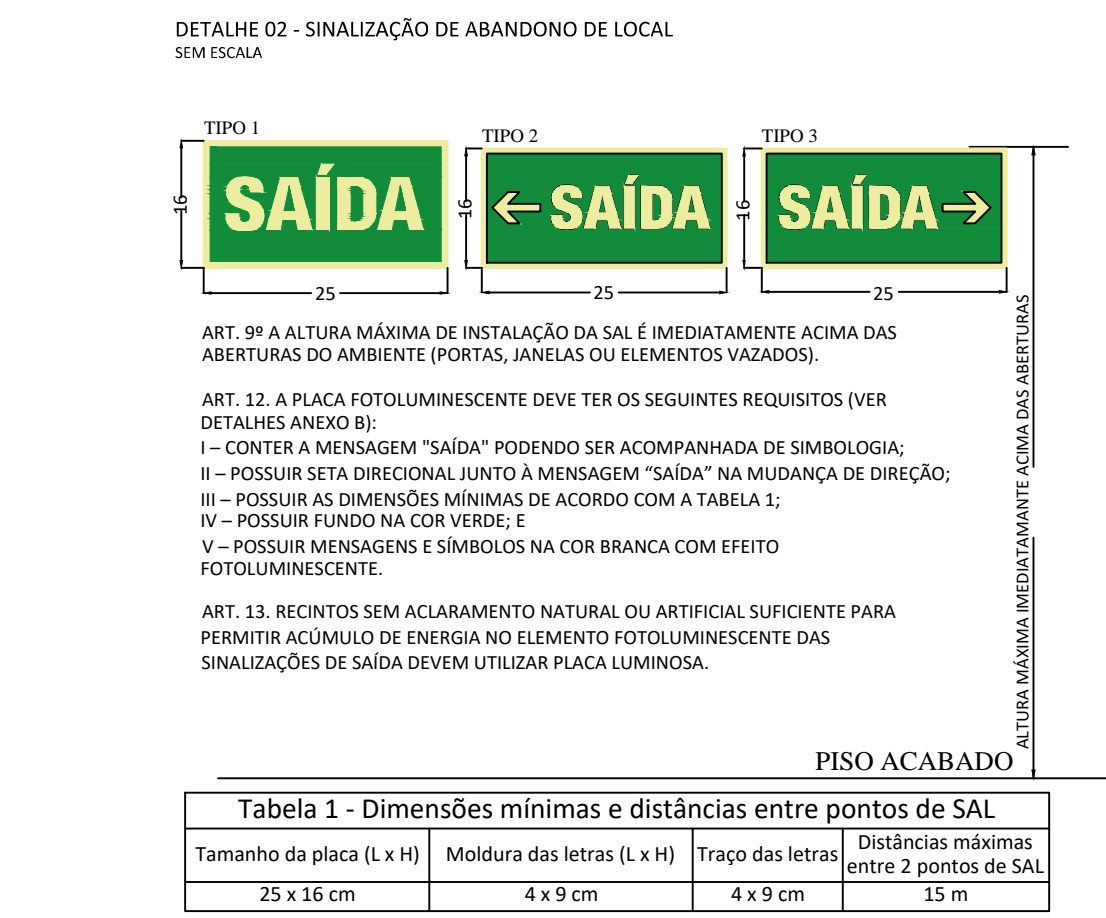 DETALHE 02 - SINALIZAÇÃO DE ABANDONO DE LOCAL
SEM ESCALA
TIPO 1
TIPO 2
TIPO 3
16
SAÍDA
25
16
SAÍDA
25
16
SAÍDA
25
ART. 9º A ALTURA MÁXIMA DE INSTALAÇÃO DA SAL É IMEDIATAMENTE ACIMA DAS
ABERTURAS DO AMBIENTE (PORTAS, JANELAS OU ELEMENTOS VAZADOS).
ART. 12. A PLACA FOTOLUMINESCENTE DEVE TER OS SEGUINTES REQUISITOS (VER
DETALHES ANEXO B):
I – CONTER A MENSAGEM "SAÍDA" PODENDO SER ACOMPANHADA DE SIMBOLOGIA;
II – POSSUIR SETA DIRECIONAL JUNTO À MENSAGEM “SAÍDA” NA MUDANÇA DE DIREÇÃO;
III – POSSUIR AS DIMENSÕES MÍNIMAS DE ACORDO COM A TABELA 1;
IV – POSSUIR FUNDO NA COR VERDE; E
V – POSSUIR MENSAGENS E SÍMBOLOS NA COR BRANCA COM EFEITO
FOTOLUMINESCENTE.
ART. 13. RECINTOS SEM ACLARAMENTO NATURAL OU ARTIFICIAL SUFICIENTE PARA
PERMITIR ACÚMULO DE ENERGIA NO ELEMENTO FOTOLUMINESCENTE DAS
SINALIZAÇÕES DE SAÍDA DEVEM UTILIZAR PLACA LUMINOSA.
ALTURA MÁXIMA IMEDIATAMANTE ACIMA DAS ABERTURAS
PISO ACABADO
Tabela 1 - Dimensões mínimas e distâncias entre pontos de SAL
Tamanho da placa (L x H)
Moldura das letras (L x H)
Traço das letras
Distâncias máximas
entre 2 pontos de SAL
25 x 16 cm
4 x 9 cm
4 x 9 cm
15 m